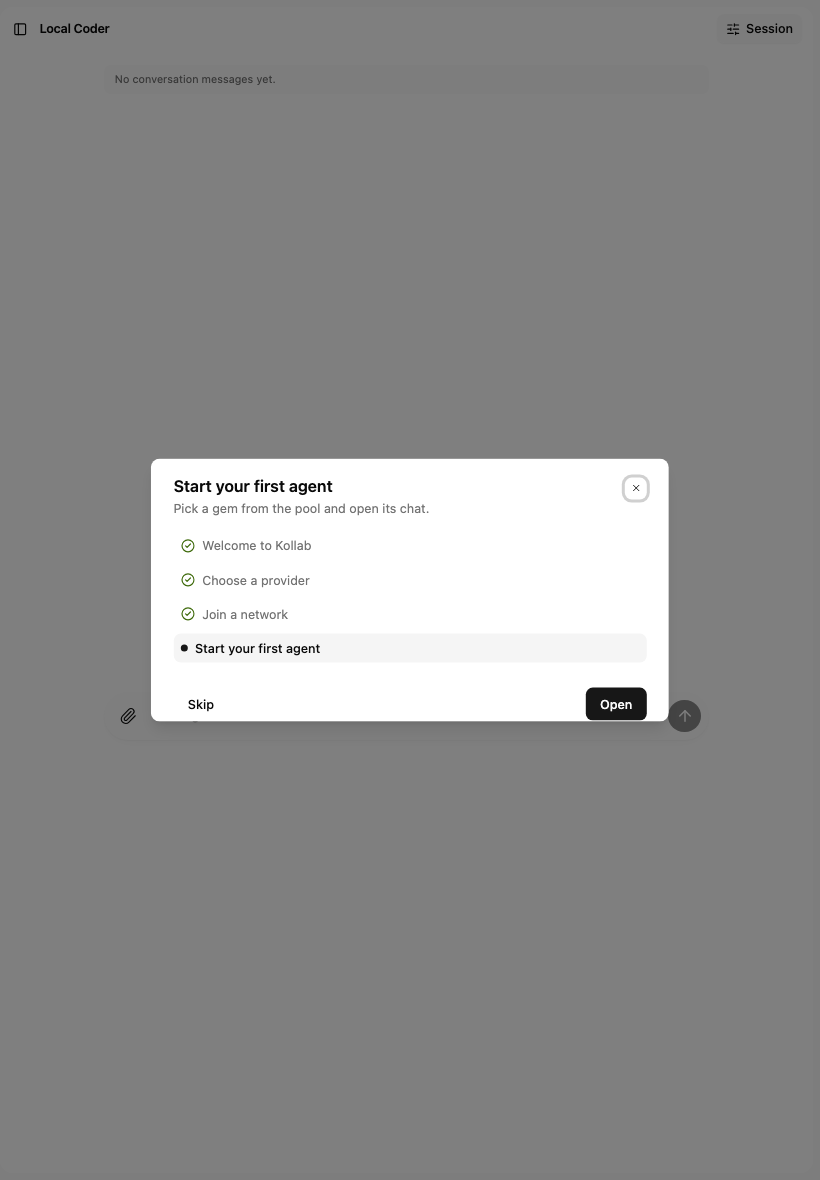 Local Coder
Session
No conversation messages yet.
Start your first agent
Pick a gem from the pool and open its chat.
Welcome to Kollab
Choose a provider
Join a network
Start your first agent
Skip
Open